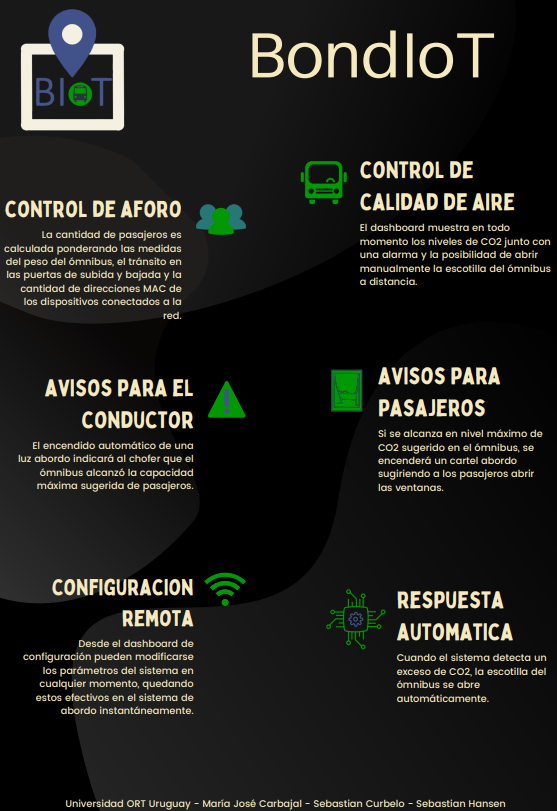 BIOT
BondIoT
CONTROL DE AFORO
La cantidad de pasajeros es
calculada ponderando las medidas
del peso del ómnibus, el tránsito en
las puertas de subida y bajada y la
cantidad de direcciones MAC de
los dispositivos conectados a la
red.
CONTROL DE
CALIDAD DE AIRE
El dashboard muestra en todo
momento los niveles de CO2 junto con
una alarma y la posibilidad de abrir
manualmente la escotilla del ómnibus
a distancia.
AVISOS PARA EL
CONDUCTOR
El encendido automático de una
luz abordo indicará al chofer que el
ómnibus alcanzó la capacidad
máxima sugerida de pasajeros.
AVISOS PARA
PASAJEROS
Si se alcanza en nivel máximo de
CO2 sugerido en el ómnibus, se
encenderá un cartel abordo
sugiriendo a los pasajeros abrir
las ventanas.
CONFIGURACION
REMOTA
Desde el dashboard de
configuración pueden modificarse
los parámetros del sistema en
cualquier momento, quedando
estos efectivos en el sistema de
abordo instantáneamente.
RESPUESTA
AUTOMATICA
Cuando el sistema detecta un
exceso de CO2, la escotilla del
ómnibus se abre
automáticamente.
Universidad ORT Uruguay - María José Carbajal - Sebastian Curbelo - Sebastian Hansen